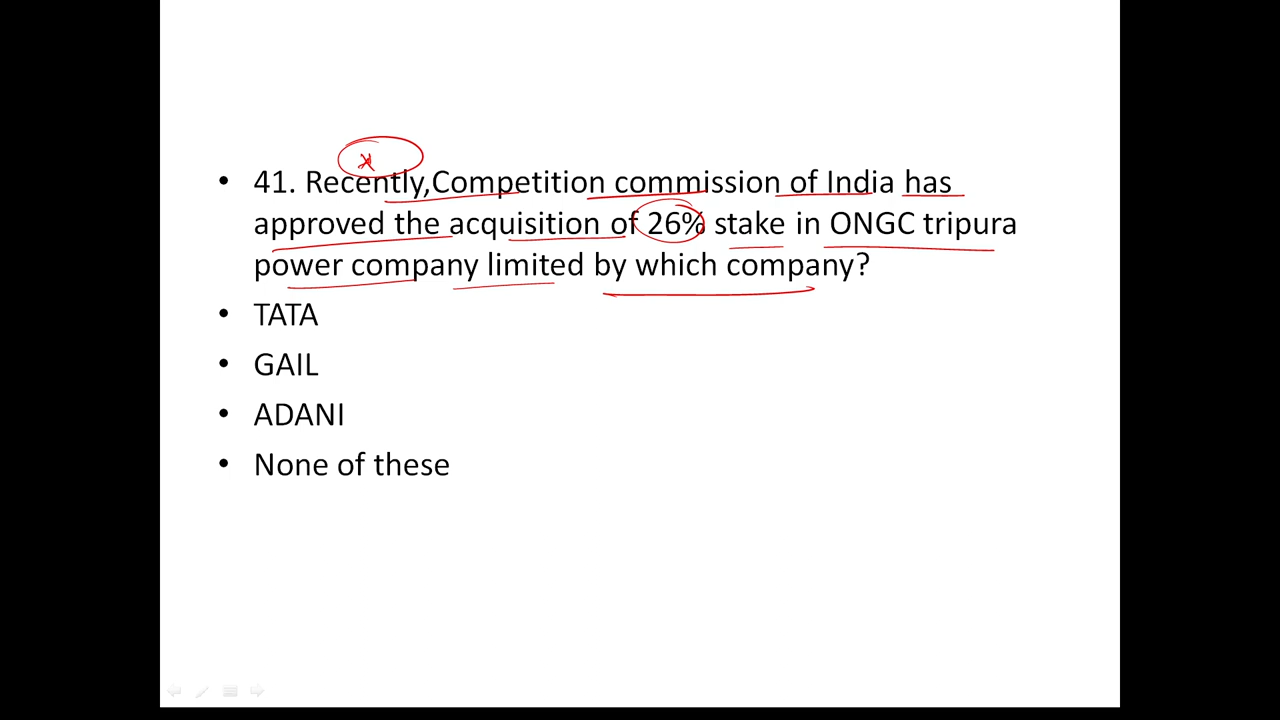 • 41. Recently,Competition commission of India has
approved the acquisition of 26% stake in ONGC tripura
power company limited by which company?
• TATA
• GAIL
• ADANI
• None of these